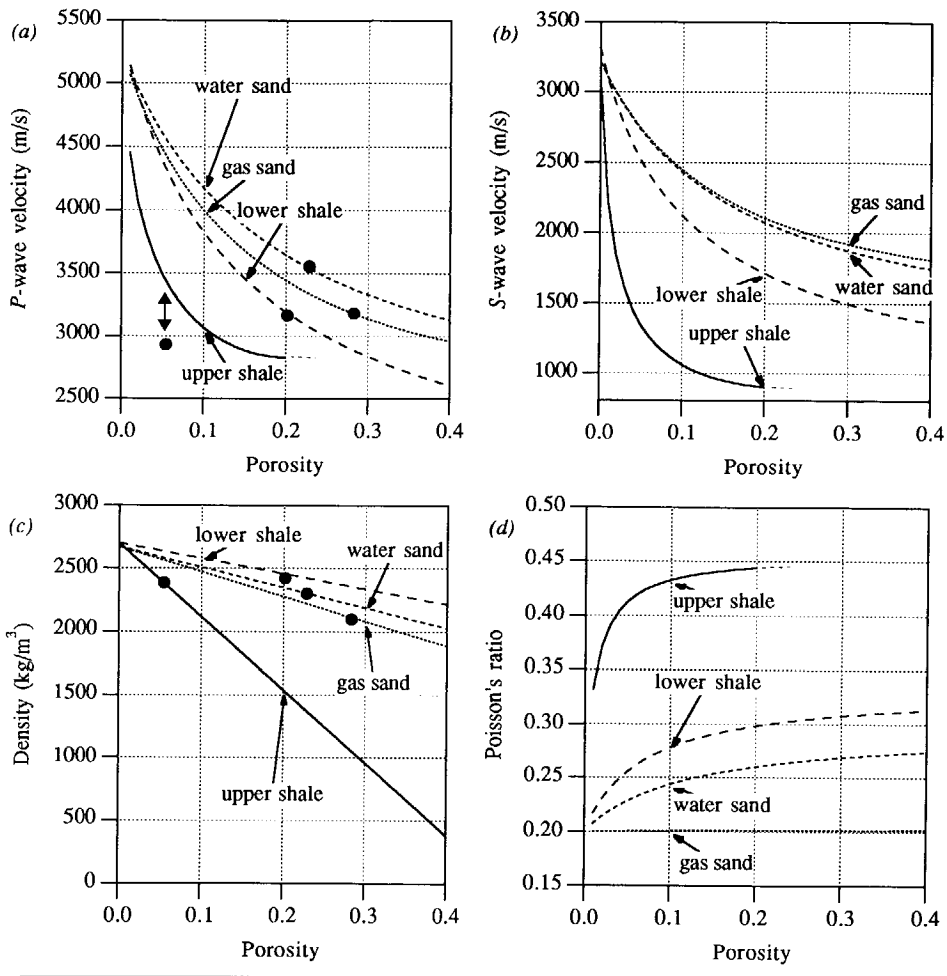 (a)
P-wave velocity (m/s)
5500
5000
4500
4000
3500
3000
2500
water sand
gas sand
lower shale
upper shale
0.0 0.1 0.2 0.3 0.4
Porosity
(b)
S-wave velocity (m/s)
3500
3000
2500
2000
1500
1000
gas sand
water sand
lower shale
upper shale
0.0 0.1 0.2 0.3 0.4
Porosity
(c)
Density (kg/m³)
3000
2500
2000
1500
1000
500
0
lower shale
water sand
gas sand
upper shale
0.0 0.1 0.2 0.3 0.4
Porosity
(d)
Poisson's ratio
0.50
0.45
0.40
0.35
0.30
0.25
0.20
0.15
upper shale
lower shale
water sand
gas sand
0.0 0.1 0.2 0.3 0.4
Porosity